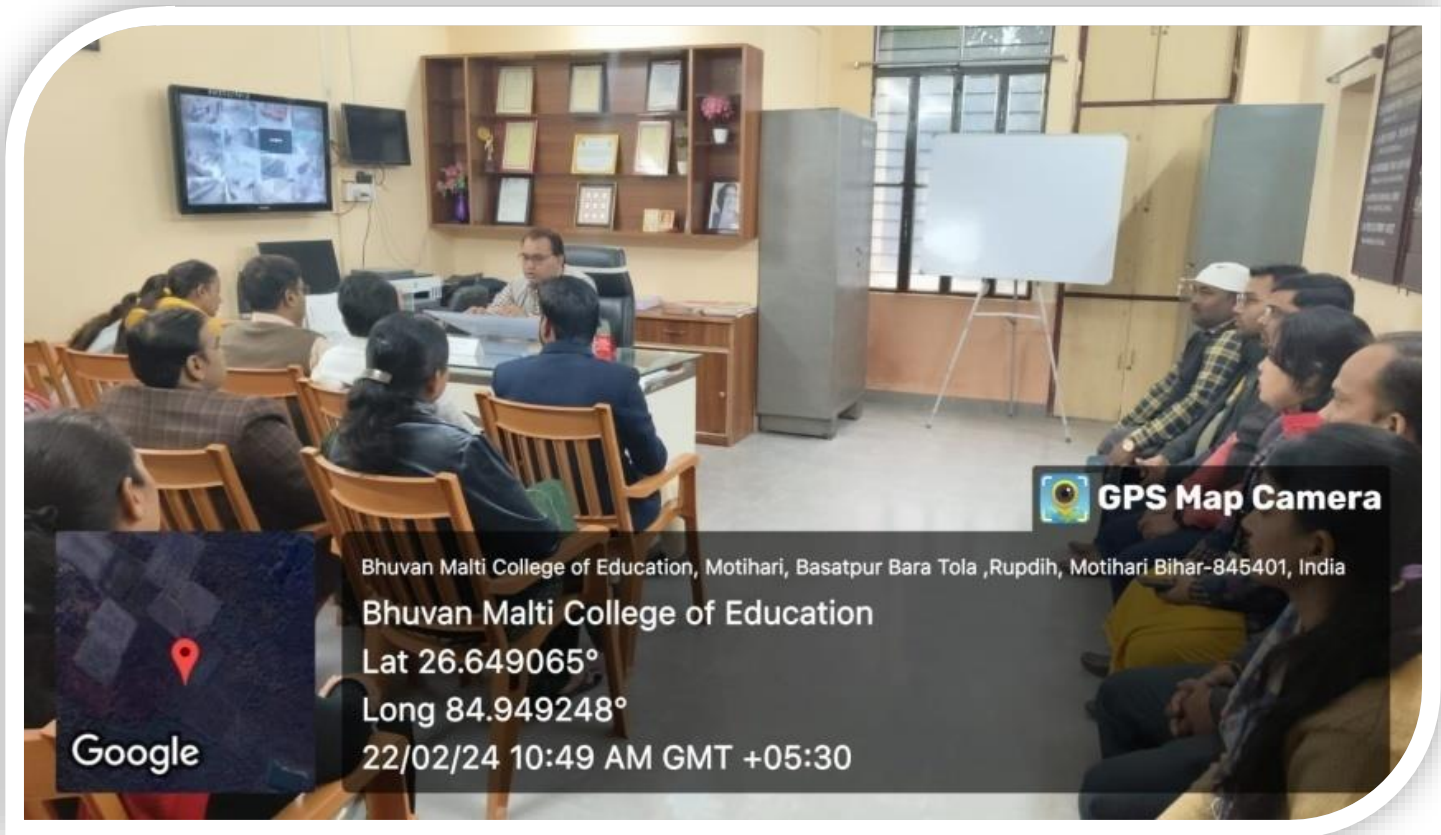 GPS Map Camera
Bhuvan Malti College of Education, Motihari, Basatpur Bara Tola ,Rupdih, Motihari Bihar-845401, India
Bhuvan Malti College of Education
Lat 26.649065°
Long 84.949248°
22/02/24 10:49 AM GMT +05:30
Google